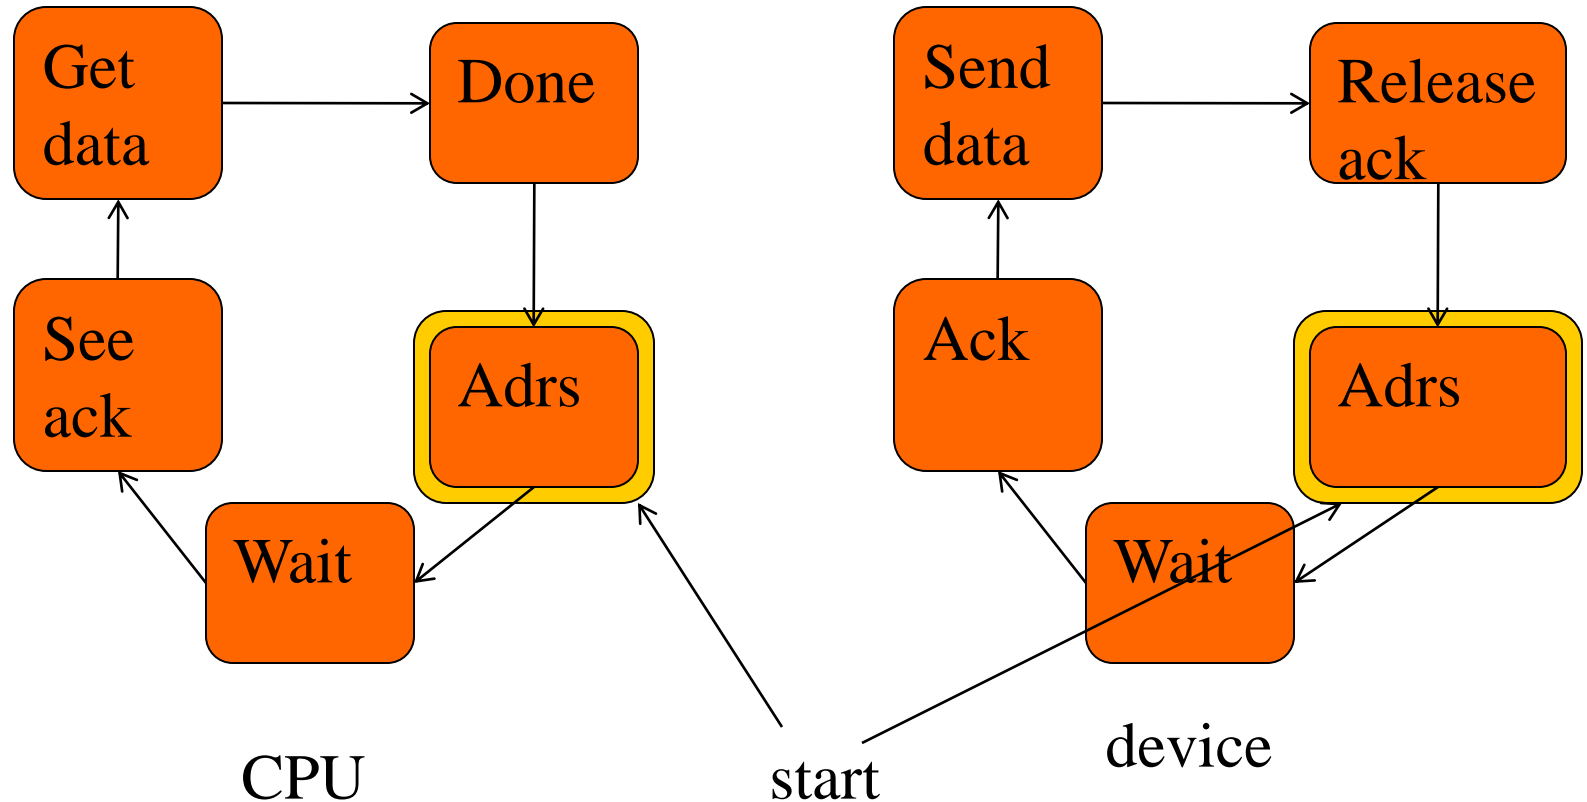 Get
data
Done
See
ack
Adrs
Wait
CPU
Send
data
Release
ack
Ack
Adrs
Wait
device
start